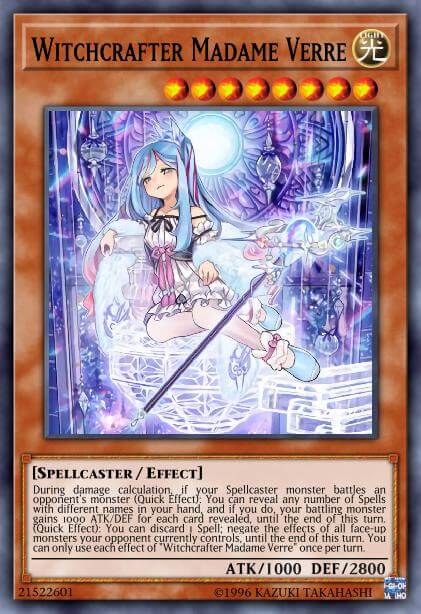 Witchcrafter Madame Verre
LIGHT
光
[Spellcaster / Effect]
During damage calculation, if your Spellcaster monster battles an
opponent's monster (Quick Effect): You can reveal any number of Spells
with different names in your hand, and if you do, your battling monster
gains 1000 ATK/DEF for each card revealed, until the end of this turn.
(Quick Effect): You can discard 1 Spell; negate the effects of all face-up
monsters your opponent currently controls, until the end of this turn. You
can only use each effect of "Witchcrafter Madame Verre" once per turn.
ATK/1000 DEF/2800
21522601
©1996 KAZUKI TAKAHASHI